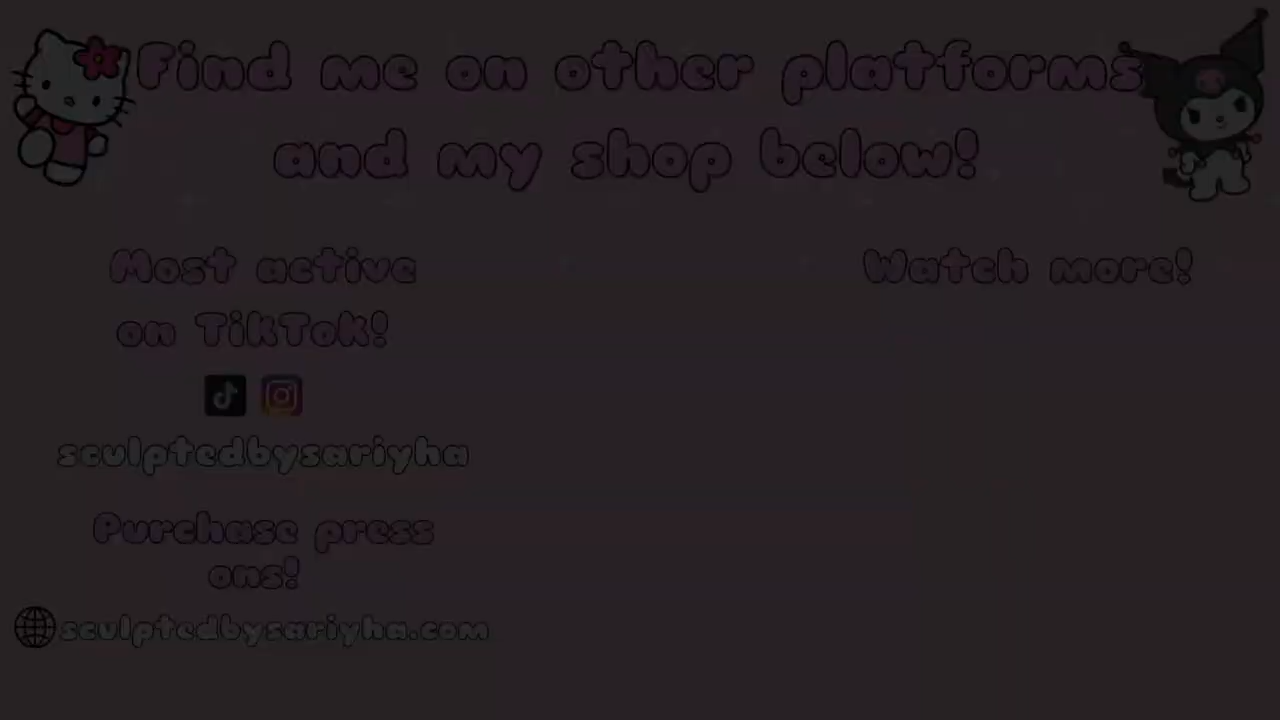 Find me on other platforms
and my shop below!
Most active
on TikTok!
Watch more!
sculptedbysariyha
Purchase press
ons!
sculptedbysariyha.com